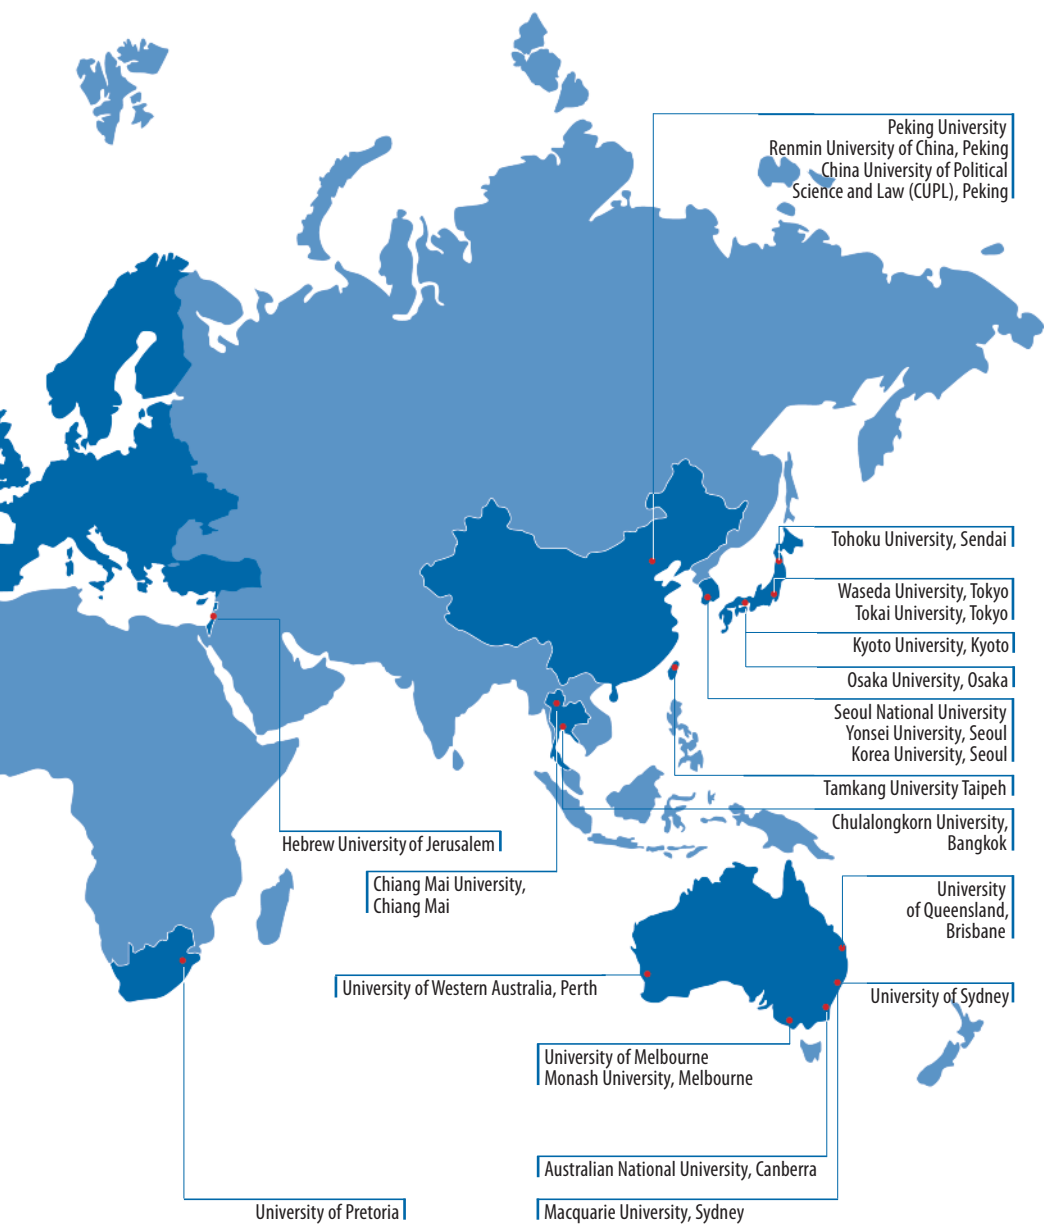 Peking University
Renmin University of China, Peking
China University of Political
Science and Law (CUPL), Peking
Tohoku University, Sendai
Waseda University, Tokyo
Tokai University, Tokyo
Kyoto University, Kyoto
Osaka University, Osaka
Seoul National University
Yonsei University, Seoul
Korea University, Seoul
Tamkang University Taipeh
Chulalongkorn University,
Bangkok
Hebrew University of Jerusalem
Chiang Mai University,
Chiang Mai
University
of Queensland,
Brisbane
University of Western Australia, Perth
University of Sydney
University of Melbourne
Monash University, Melbourne
Australian National University, Canberra
University of Pretoria
Macquarie University, Sydney